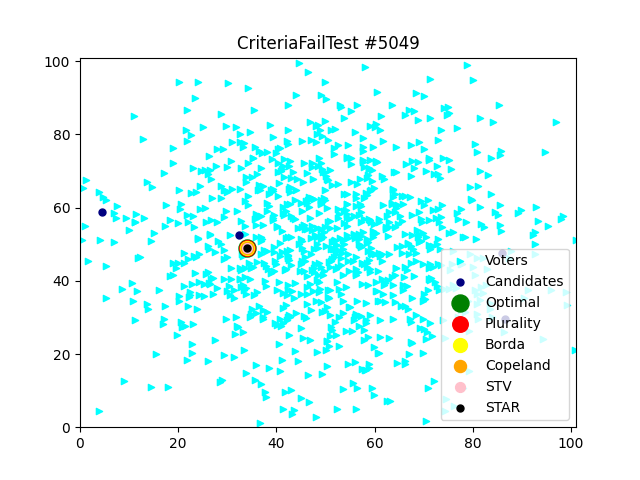 CriteriaFailTest #5049
100
80
60
40
20
0
0
20
40
60
80
100
Voters
Candidates
Optimal
Plurality
Borda
Copeland
STV
STAR